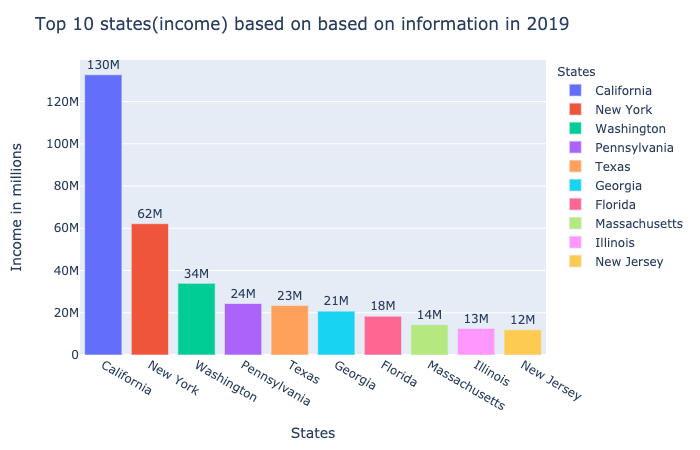 Top 10 states(income) based on based on information in 2019
130M
62M
34M
24M
23M
21M
18M
14M
13M
12M
120M
100M
80M
60M
40M
20M
0
Income in millions
California
New York
Washington
Pennsylvania
Texas
Georgia
Florida
Massachusetts
Illinois
New Jersey
States
States
California
New York
Washington
Pennsylvania
Texas
Georgia
Florida
Massachusetts
Illinois
New Jersey